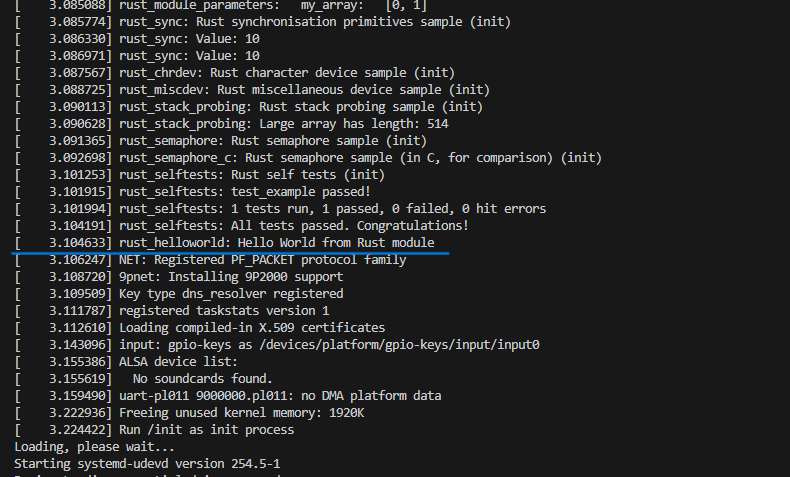 [    3.085088] rust_module_parameters:   my_array:   [0, 1]
[    3.085774] rust_sync: Rust synchronisation primitives sample (init)
[    3.086330] rust_sync: Value: 10
[    3.086971] rust_sync: Value: 10
[    3.087567] rust_chrdev: Rust character device sample (init)
[    3.088725] rust_miscdev: Rust miscellaneous device sample (init)
[    3.090113] rust_stack_probing: Rust stack probing sample (init)
[    3.090628] rust_stack_probing: Large array has length: 514
[    3.091365] rust_semaphore: Rust semaphore sample (init)
[    3.092698] rust_semaphore_c: Rust semaphore sample (in C, for comparison) (init)
[    3.101253] rust_selftests: Rust self tests (init)
[    3.101915] rust_selftests: test_example passed!
[    3.101994] rust_selftests: 1 tests run, 1 passed, 0 failed, 0 hit errors
[    3.104191] rust_selftests: All tests passed. Congratulations!
[    3.104633] rust_helloworld: Hello World from Rust module
[    3.106247] NET: Registered PF_PACKET protocol family
[    3.108720] 9pnet: Installing 9P2000 support
[    3.109509] Key type dns_resolver registered
[    3.111787] registered taskstats version 1
[    3.112610] Loading compiled-in X.509 certificates
[    3.143096] input: gpio-keys as /devices/platform/gpio-keys/input/input0
[    3.155386] ALSA device list:
[    3.155619]   No soundcards found.
[    3.159490] uart-pl011 9000000.pl011: no DMA platform data
[    3.222936] Freeing unused kernel memory: 1920K
[    3.224422] Run /init as init process
Loading, please wait...
Starting systemd-udevd version 254.5-1